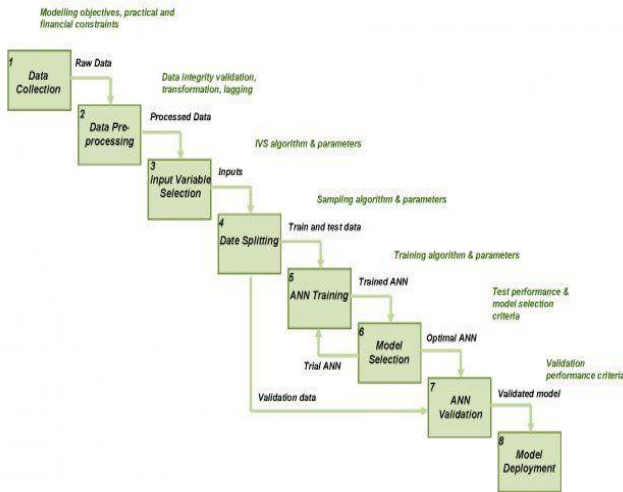 Modelling objectives, practical and
financial constraints
1
Data
Collection
Raw Data
Data integrity validation,
transformation, lagging
2
Data Pre-
processing
Processed Data
IVS algorithm & parameters
3
Input Variable
Selection
Inputs
Sampling algorithm & parameters
4
Date Splitting
Train and test data
Training algorithm & parameters
5
ANN Training
Trained ANN
Test performance &
model selection
criteria
6
Model
Selection
Optimal ANN
Trial ANN
Validation
performance criteria
7
ANN
Validation
Validation data
Validated model
8
Model
Deployment